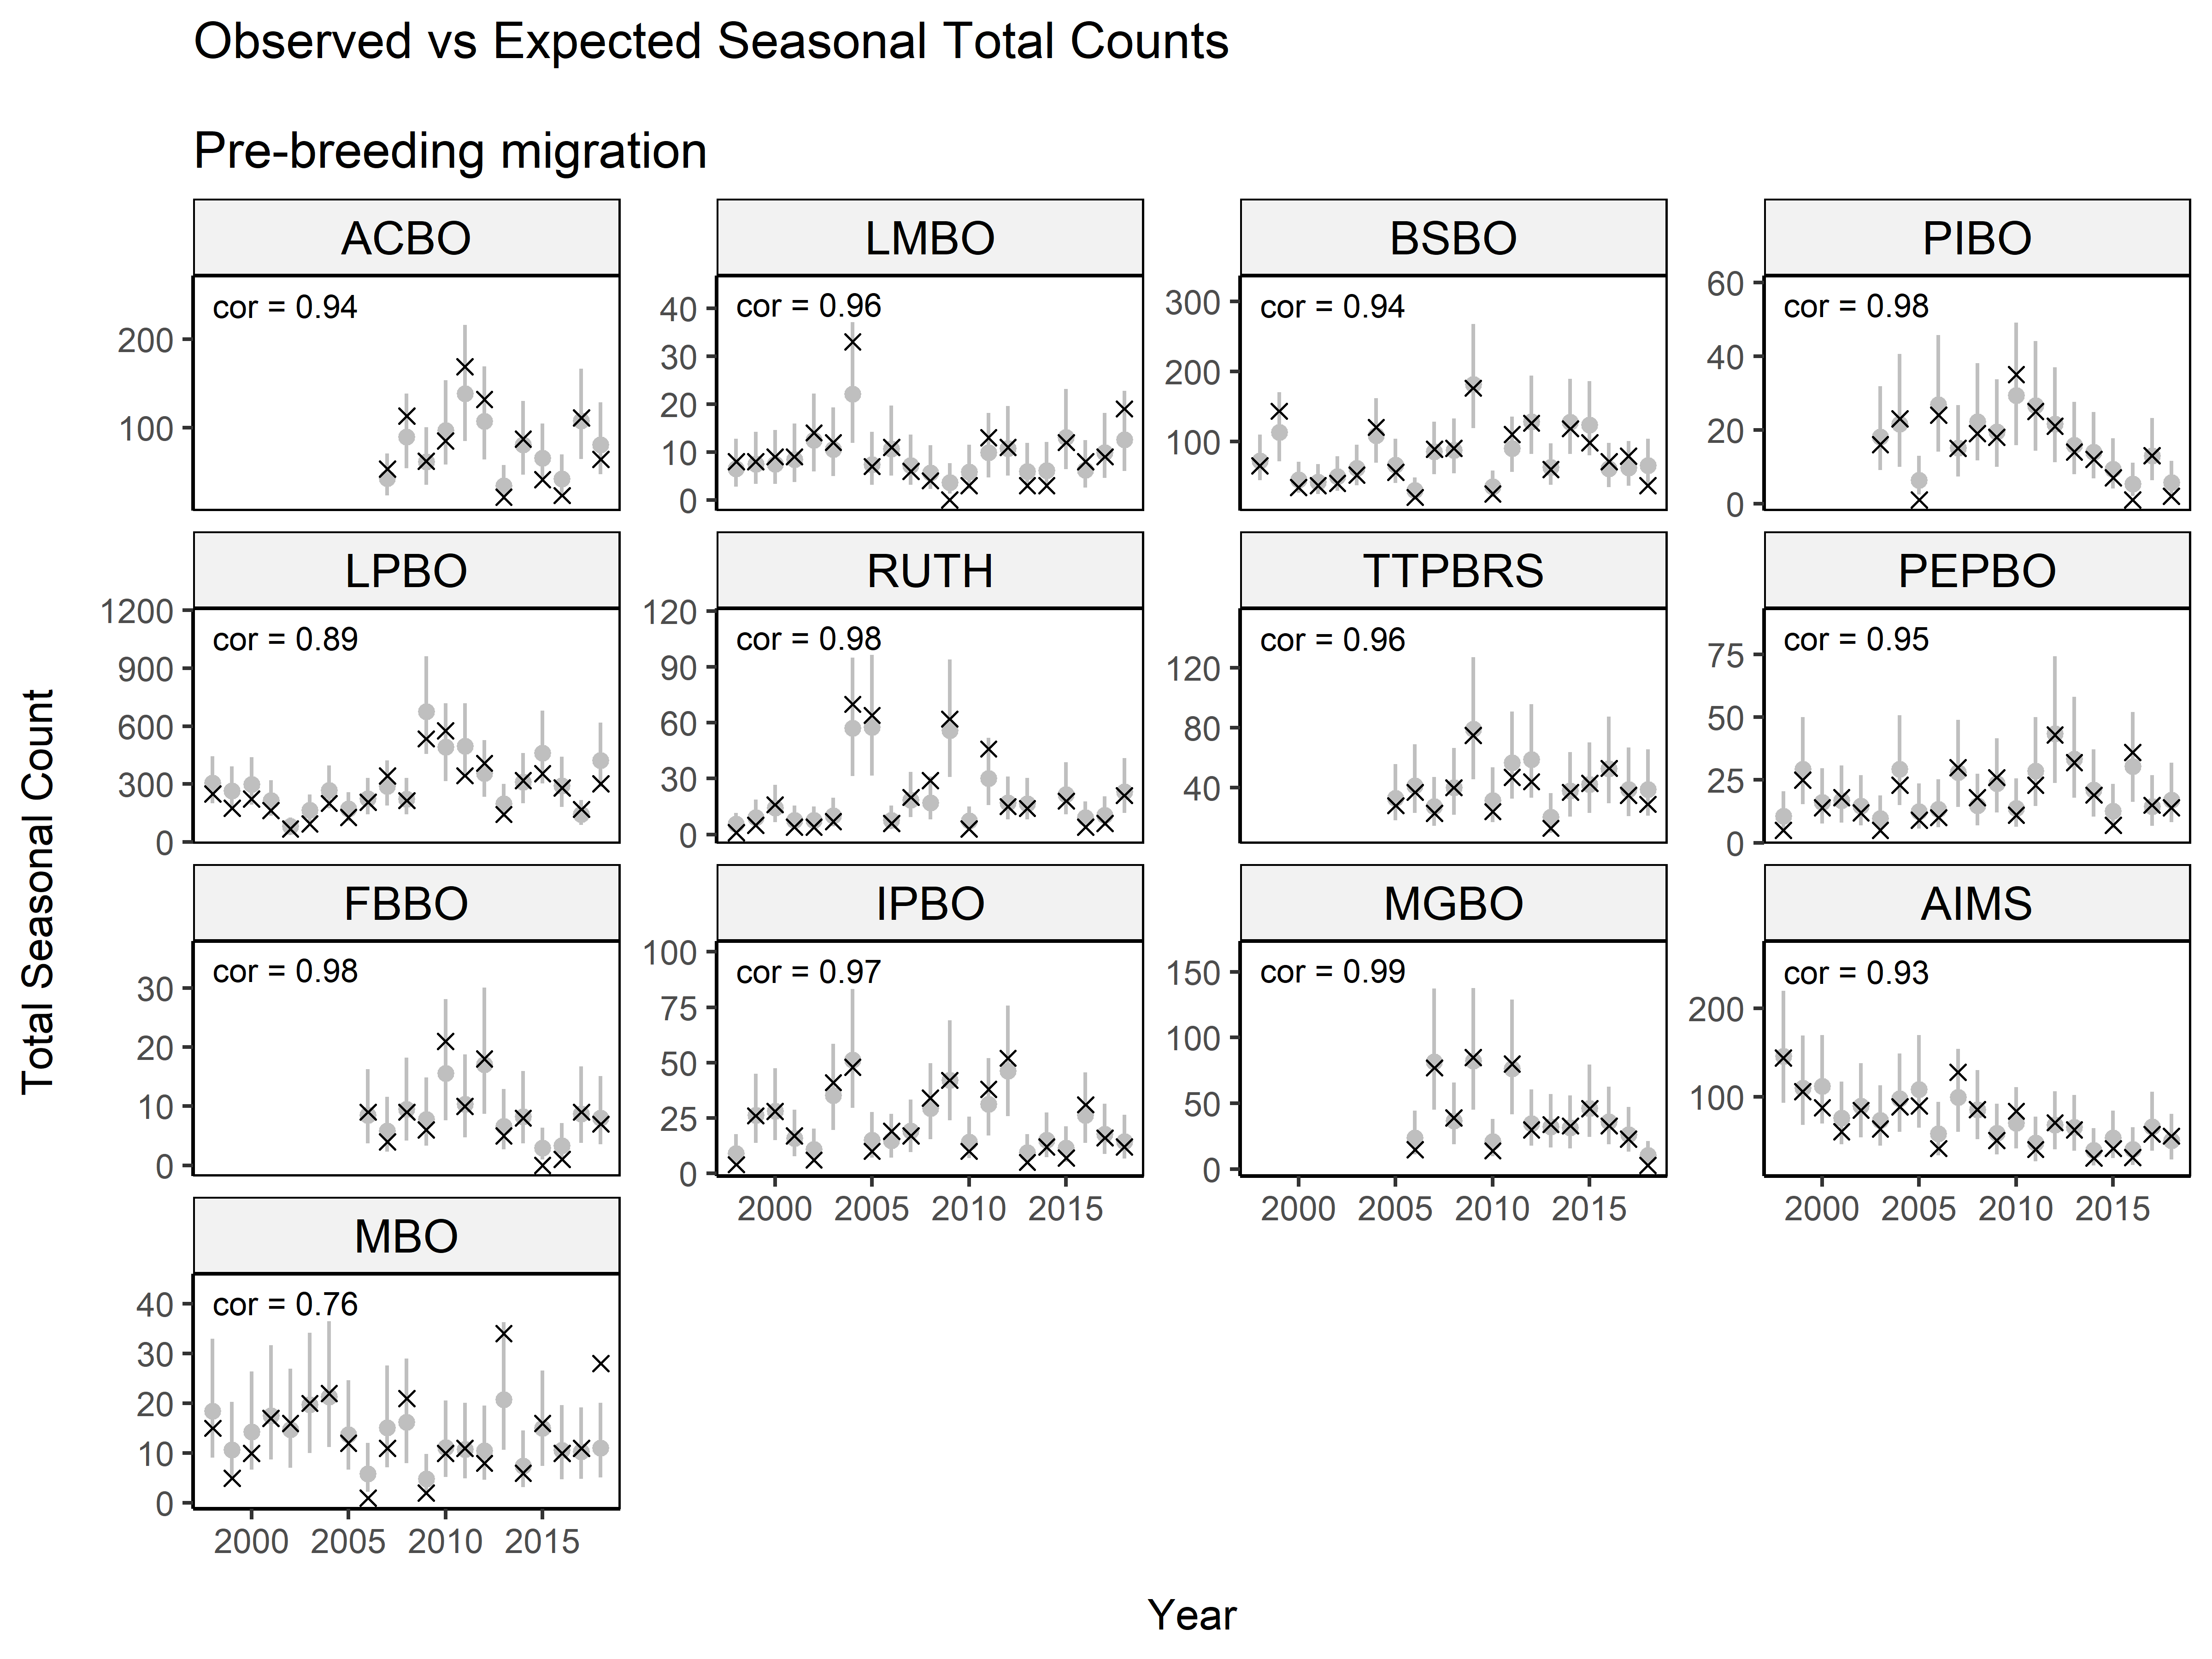 Observed vs Expected Seasonal Total Counts
Pre-breeding migration
Total Seasonal Count
ACBO
cor = 0.94
200
100
LMBO
cor = 0.96
40
30
20
10
0
BSBO
cor = 0.94
300
200
100
PIBO
cor = 0.98
60
40
20
0
LPBO
cor = 0.89
1200
900
600
300
0
RUTH
cor = 0.98
120
90
60
30
0
TTPBRS
cor = 0.96
120
80
40
PEPBO
cor = 0.95
75
50
25
0
FBBO
cor = 0.98
30
20
10
0
IPBO
cor = 0.97
100
75
50
25
0
2000 2005 2010 2015
MGBO
cor = 0.99
150
100
50
0
2000 2005 2010 2015
AIMS
cor = 0.93
200
100
2000 2005 2010 2015
MBO
cor = 0.76
40
30
20
10
0
2000 2005 2010 2015
Year